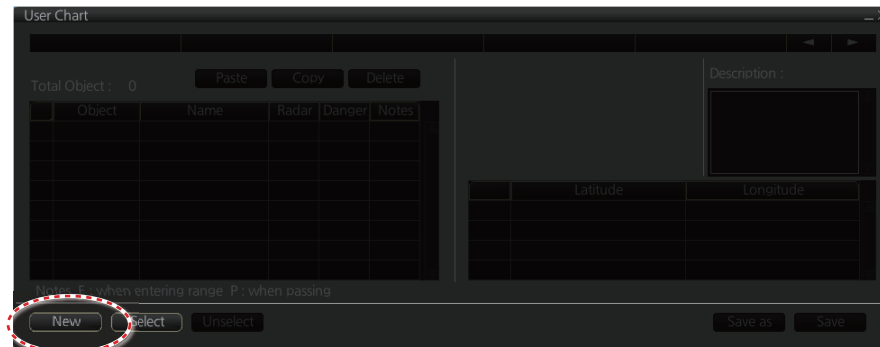 User Chart
Total Object : 0 Paste Copy Delete
Description :
Object Name Radar Danger Notes
Latitude Longitude
Notes E : when entering range P : when passing
New Select Unselect Save as Save